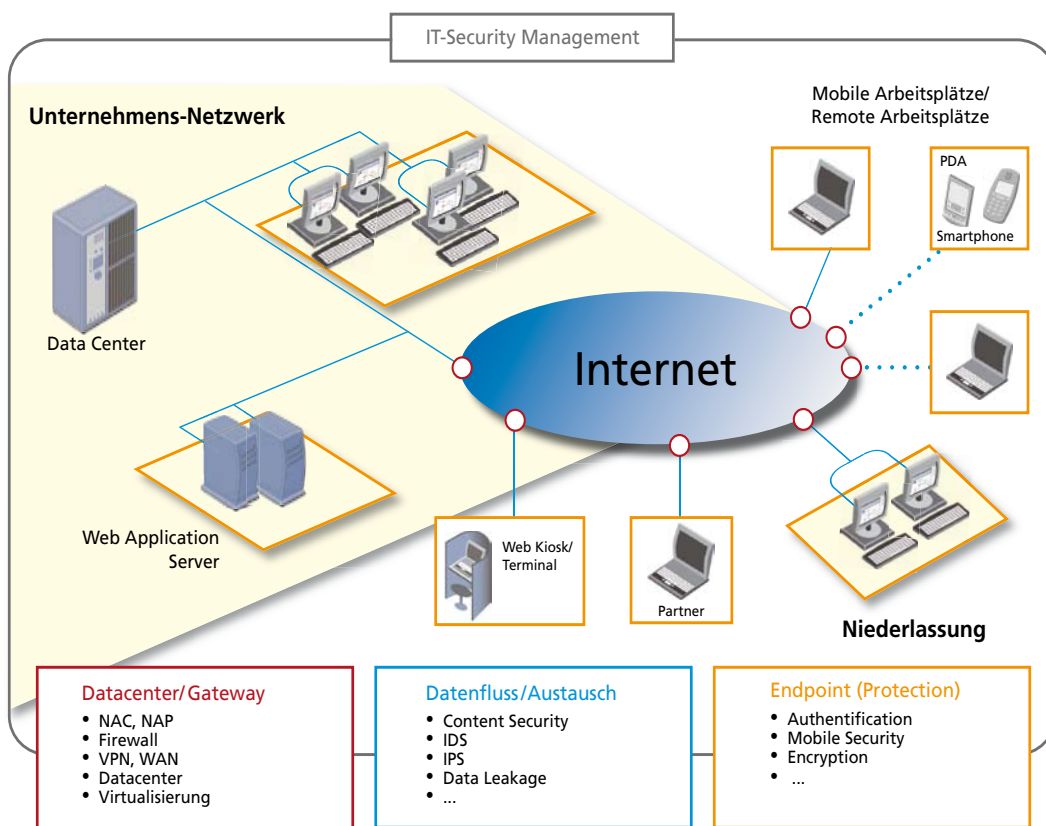 IT-Security Management
Unternehmens-Netzwerk
Mobile Arbeitsplätze/
Remote Arbeitsplätze
PDA
Smartphone
Data Center
Internet
Web Application
Server
Web Kiosk/
Terminal
Partner
Niederlassung
Datacenter/Gateway
• NAC, NAP
• Firewall
• VPN, WAN
• Datacenter
• Virtualisierung
Datenfluss/Austausch
• Content Security
• IDS
• IPS
• Data Leakage
• ...
Endpoint (Protection)
• Authentification
• Mobile Security
• Encryption
• ...